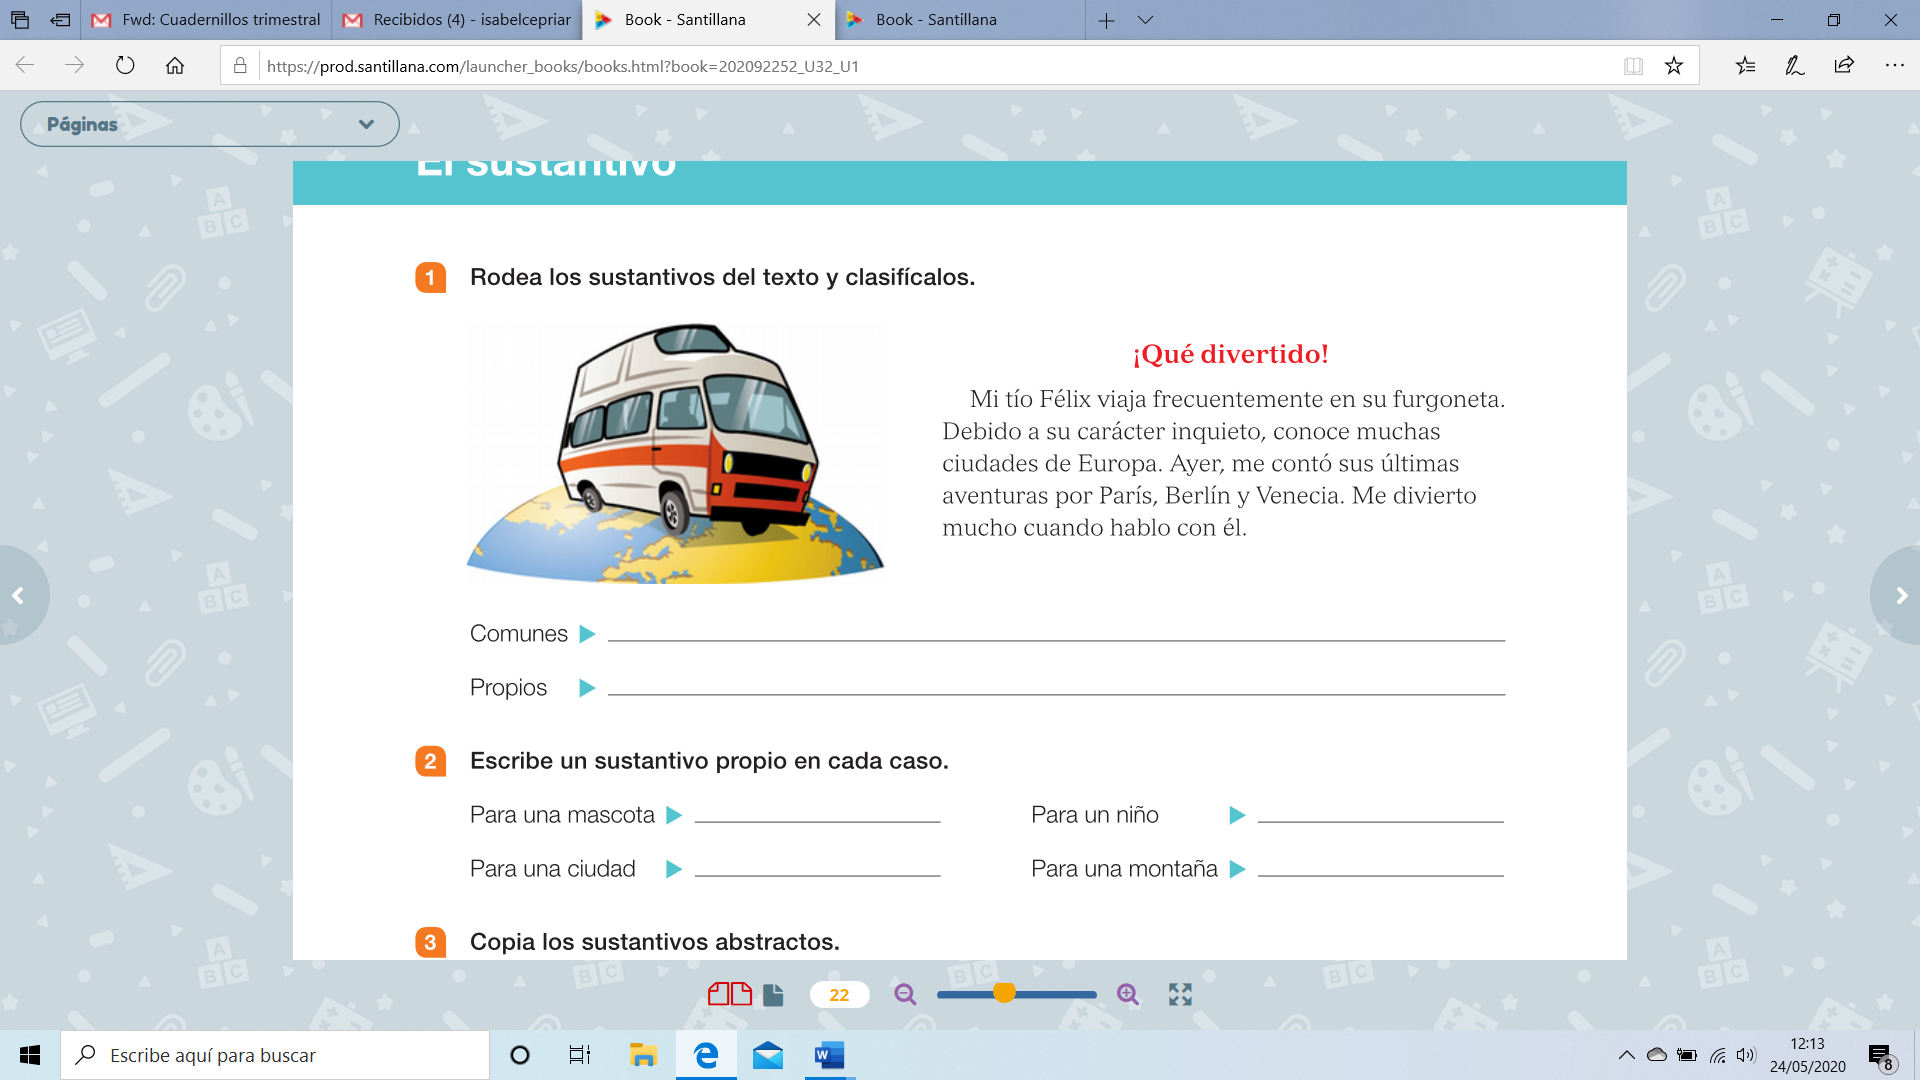 Fwd: Cuadernillos trimestral
Recibidos (4) - isabelcepriar
Book - Santillana
Book - Santillana
https://prod.santillana.com/launcher_books/books.html?book=202092252_U32_U1
Páginas
El sustantivo
1 Rodea los sustantivos del texto y clasifícalos.
¡Qué divertido!
Mi tío Félix viaja frecuentemente en su furgoneta.
Debido a su carácter inquieto, conoce muchas
ciudades de Europa. Ayer, me contó sus últimas
aventuras por París, Berlín y Venecia. Me divierto
mucho cuando hablo con él.
Comunes
Propios
2 Escribe un sustantivo propio en cada caso.
Para una mascota
Para un niño
Para una ciudad
Para una montaña
3 Copia los sustantivos abstractos.
22
Escribe aquí para buscar
12:13
24/05/2020
8